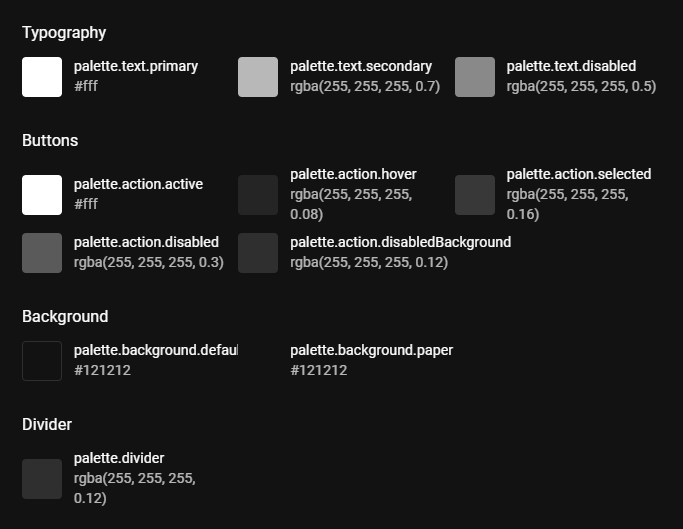 Typography
palette.text.primary
#fff
palette.text.secondary
rgba(255, 255, 255, 0.7)
palette.text.disabled
rgba(255, 255, 255, 0.5)
Buttons
palette.action.active
#fff
palette.action.hover
rgba(255, 255, 255,
0.08)
palette.action.selected
rgba(255, 255, 255,
0.16)
palette.action.disabled
rgba(255, 255, 255, 0.3)
palette.action.disabledBackground
rgba(255, 255, 255, 0.12)
Background
palette.background.defaul
#121212
palette.background.paper
#121212
Divider
palette.divider
rgba(255, 255, 255,
0.12)